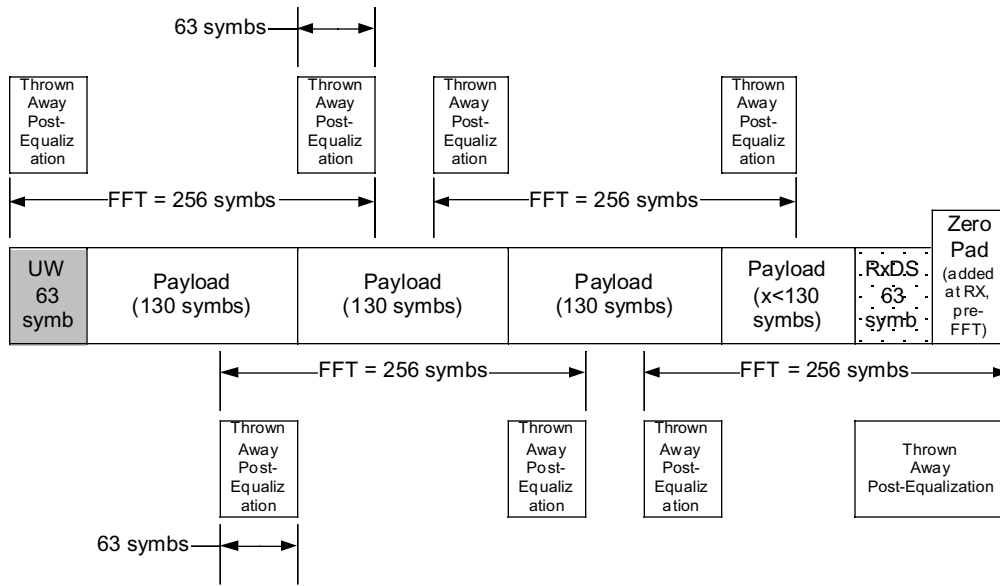 63 symbs
Thrown
Away
Post-
Equaliz
ation
Thrown
Away
Post-
Equaliz
ation
Thrown
Away
Post-
Equaliz
ation
Thrown
Away
Post-
Equaliz
ation
FFT = 256 symbs
FFT = 256 symbs
UW
63
symb
Payload
(130 symbs)
Payload
(130 symbs)
Payload
(130 symbs)
Payload
(x<130
symbs)
RxDS
63
symb
Zero
Pad
(added
at RX,
pre-
FFT)
FFT = 256 symbs
FFT = 256 symbs
Thrown
Away
Post-
Equaliz
ation
Thrown
Away
Post-
Equaliz
ation
Thrown
Away
Post-
Equaliz
ation
Thrown
Away
Post-Equalization
63 symbs